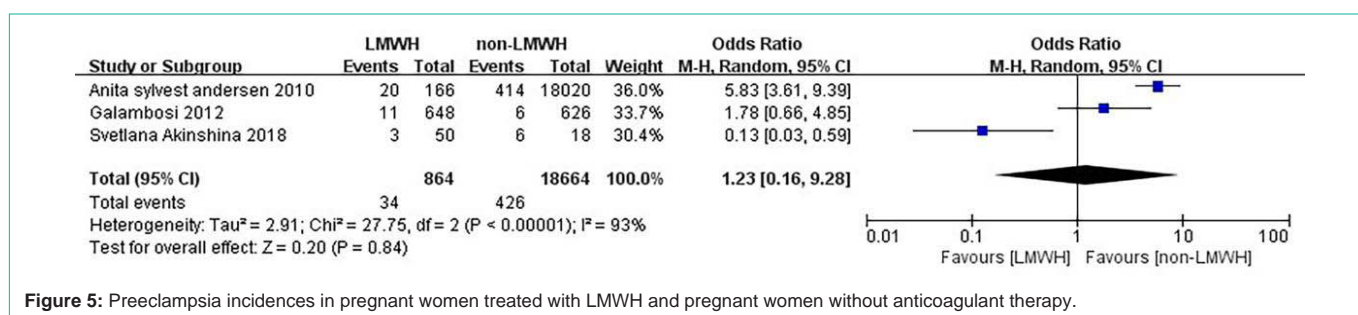 LMWH non-LMWH Odds Ratio Odds Ratio
Study or Subgroup Events Total Events Total Weight M-H, Random, 95% CI M-H, Random, 95% CI
Anita sylvest andersen 2010 20 166 414 18020 36.0% 5.83 [3.61, 9.39]
Galambosi 2012 11 648 6 626 33.7% 1.78 [0.66, 4.85]
Svetlana Akinshina 2018 3 50 6 18 30.4% 0.13 [0.03, 0.59]
Total (95% CI) 864 18664 100.0% 1.23 [0.16, 9.28]
Total events 34 426
Heterogeneity: Tau² = 2.91; Chi² = 27.75, df = 2 (P < 0.00001); I² = 93%
Test for overall effect: Z = 0.20 (P = 0.84)
0.01 0.1 1 10 100
Favours [LMWH] Favours [non-LMWH]
Figure 5: Preeclampsia incidences in pregnant women treated with LMWH and pregnant women without anticoagulant therapy.